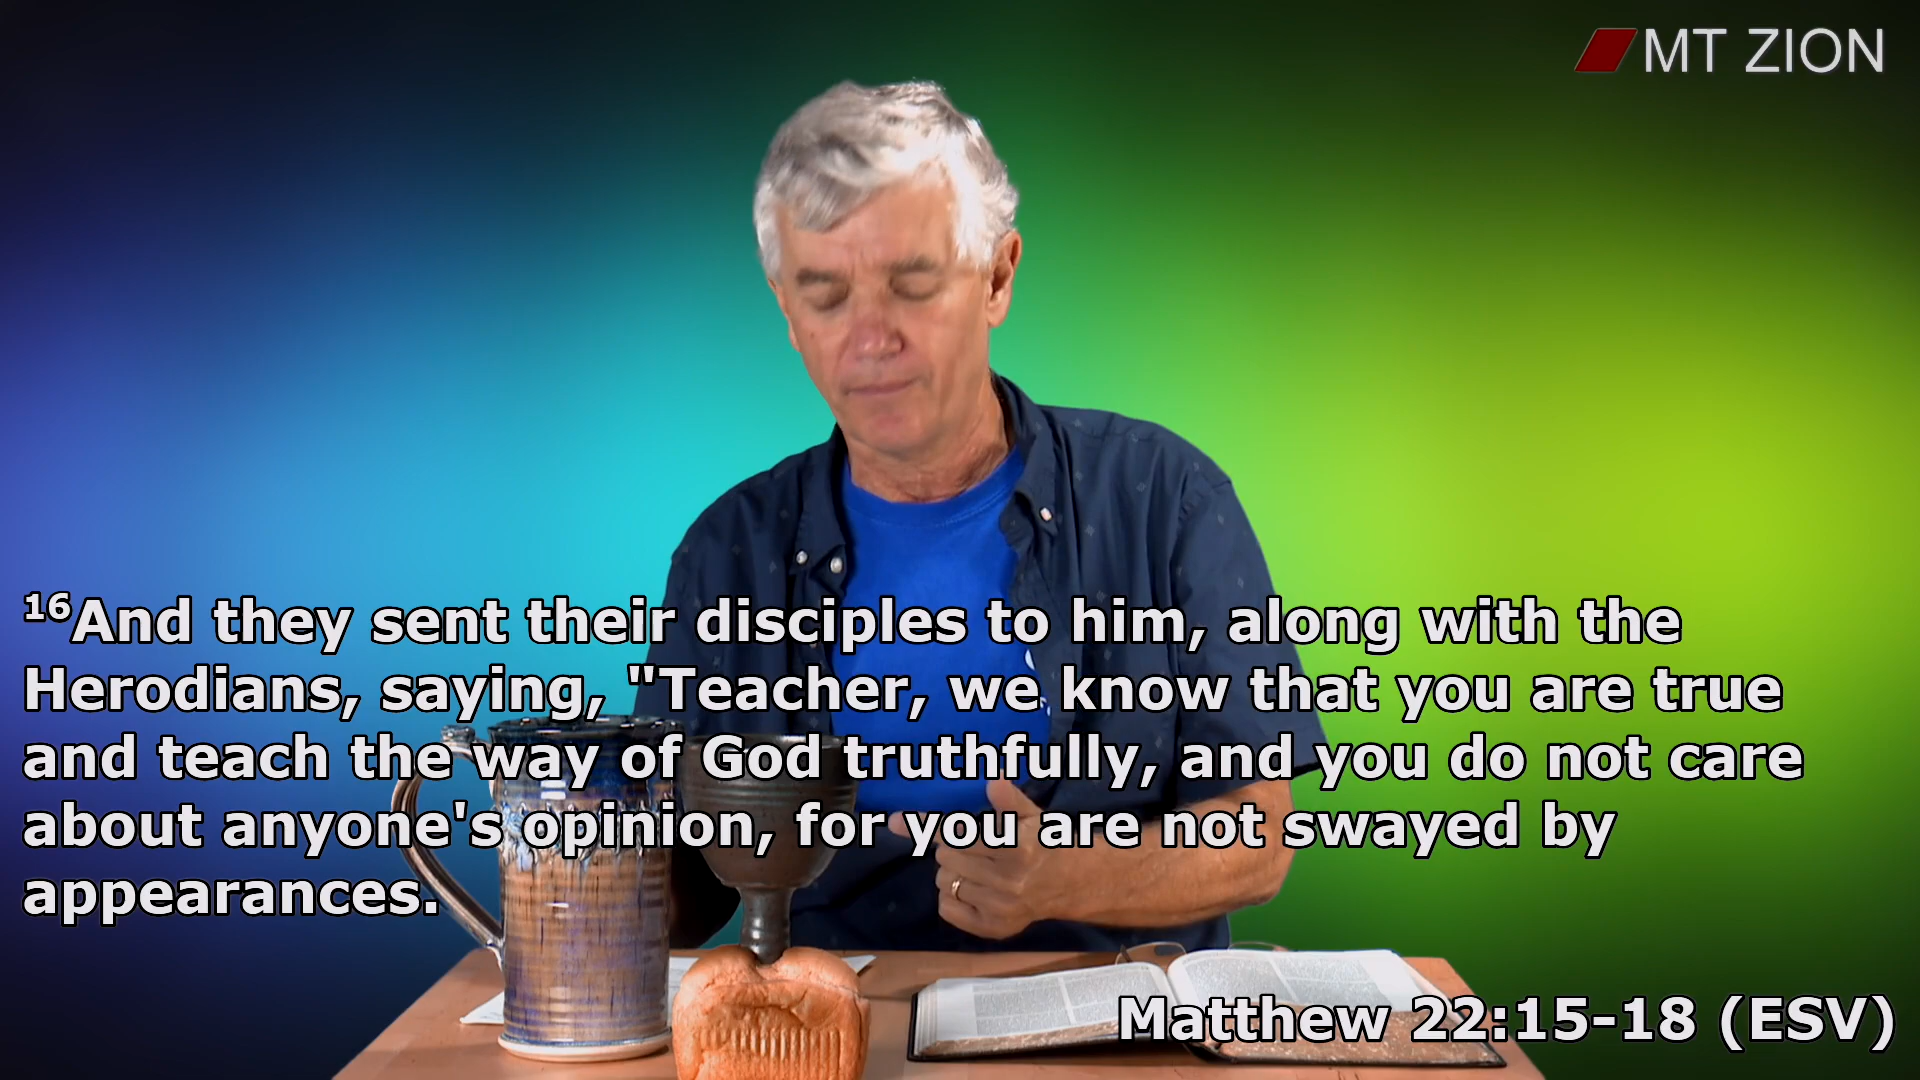 MT ZION
16And they sent their disciples to him, along with the
Herodians, saying, "Teacher, we know that you are true
and teach the way of God truthfully, and you do not care
about anyone's opinion, for you are not swayed by
appearances.
Matthew 22:15-18 (ESV)